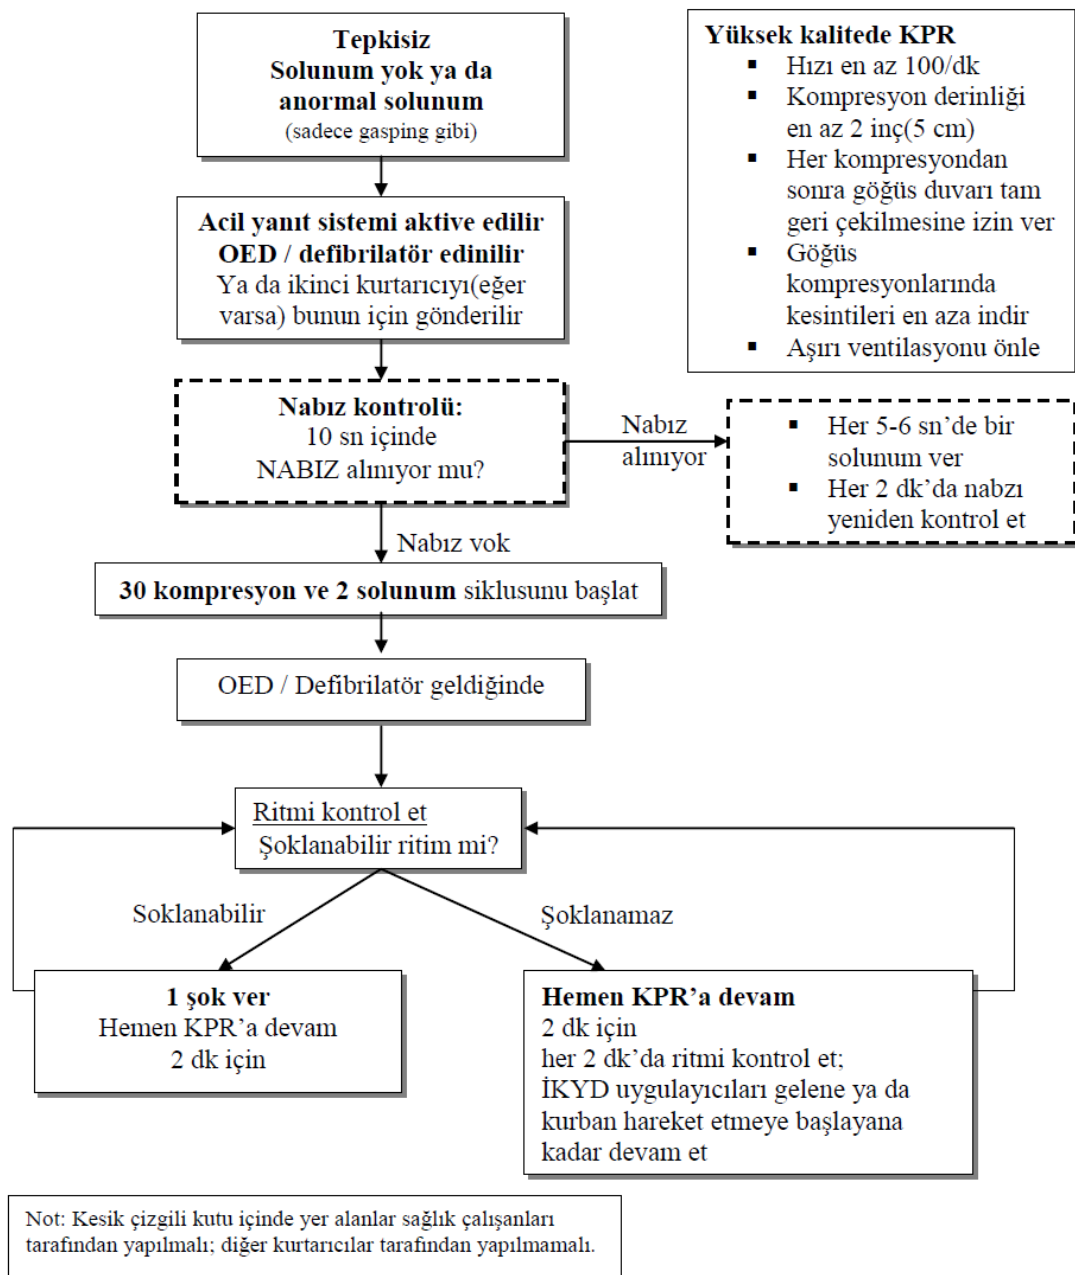 Tepkisiz
Solunum yok ya da
anormal solunum
(sadece gasping gibi)
Yüksek kalitede KPR
▪ Hızı en az 100/dk
▪ Kompresyon derinliği
en az 2 inç(5 cm)
▪ Her kompresyondan
sonra göğüs duvarı tam
geri çekilmesine izin ver
▪ Göğüs
kompresyonlarında
kesintileri en aza indir
▪ Aşırı ventilasyonu önle
Acil yanıt sistemi aktive edilir
OED / defibrilatör edinilir
Ya da ikinci kurtarıcıyı(eğer
varsa) bunun için gönderilir
Nabız kontrolü:
10 sn içinde
NABIZ alınıyor mu?
Nabız
alınıyor
▪ Her 5-6 sn’de bir
solunum ver
▪ Her 2 dk’da nabzı
yeniden kontrol et
Nabız vok
30 kompresyon ve 2 solunum siklusunu başlat
OED / Defibrilatör geldiğinde
Ritmi kontrol et
Şoklanabilir ritim mi?
Soklanabilir
Şoklanamaz
1 şok ver
Hemen KPR’a devam
2 dk için
Hemen KPR’a devam
2 dk için
her 2 dk’da ritmi kontrol et;
İKYD uygulayıcıları gelene ya da
kurban hareket etmeye başlayana
kadar devam et
Not: Kesik çizgili kutu içinde yer alanlar sağlık çalışanları
tarafından yapılmalı; diğer kurtarıcılar tarafından yapılmamalı.